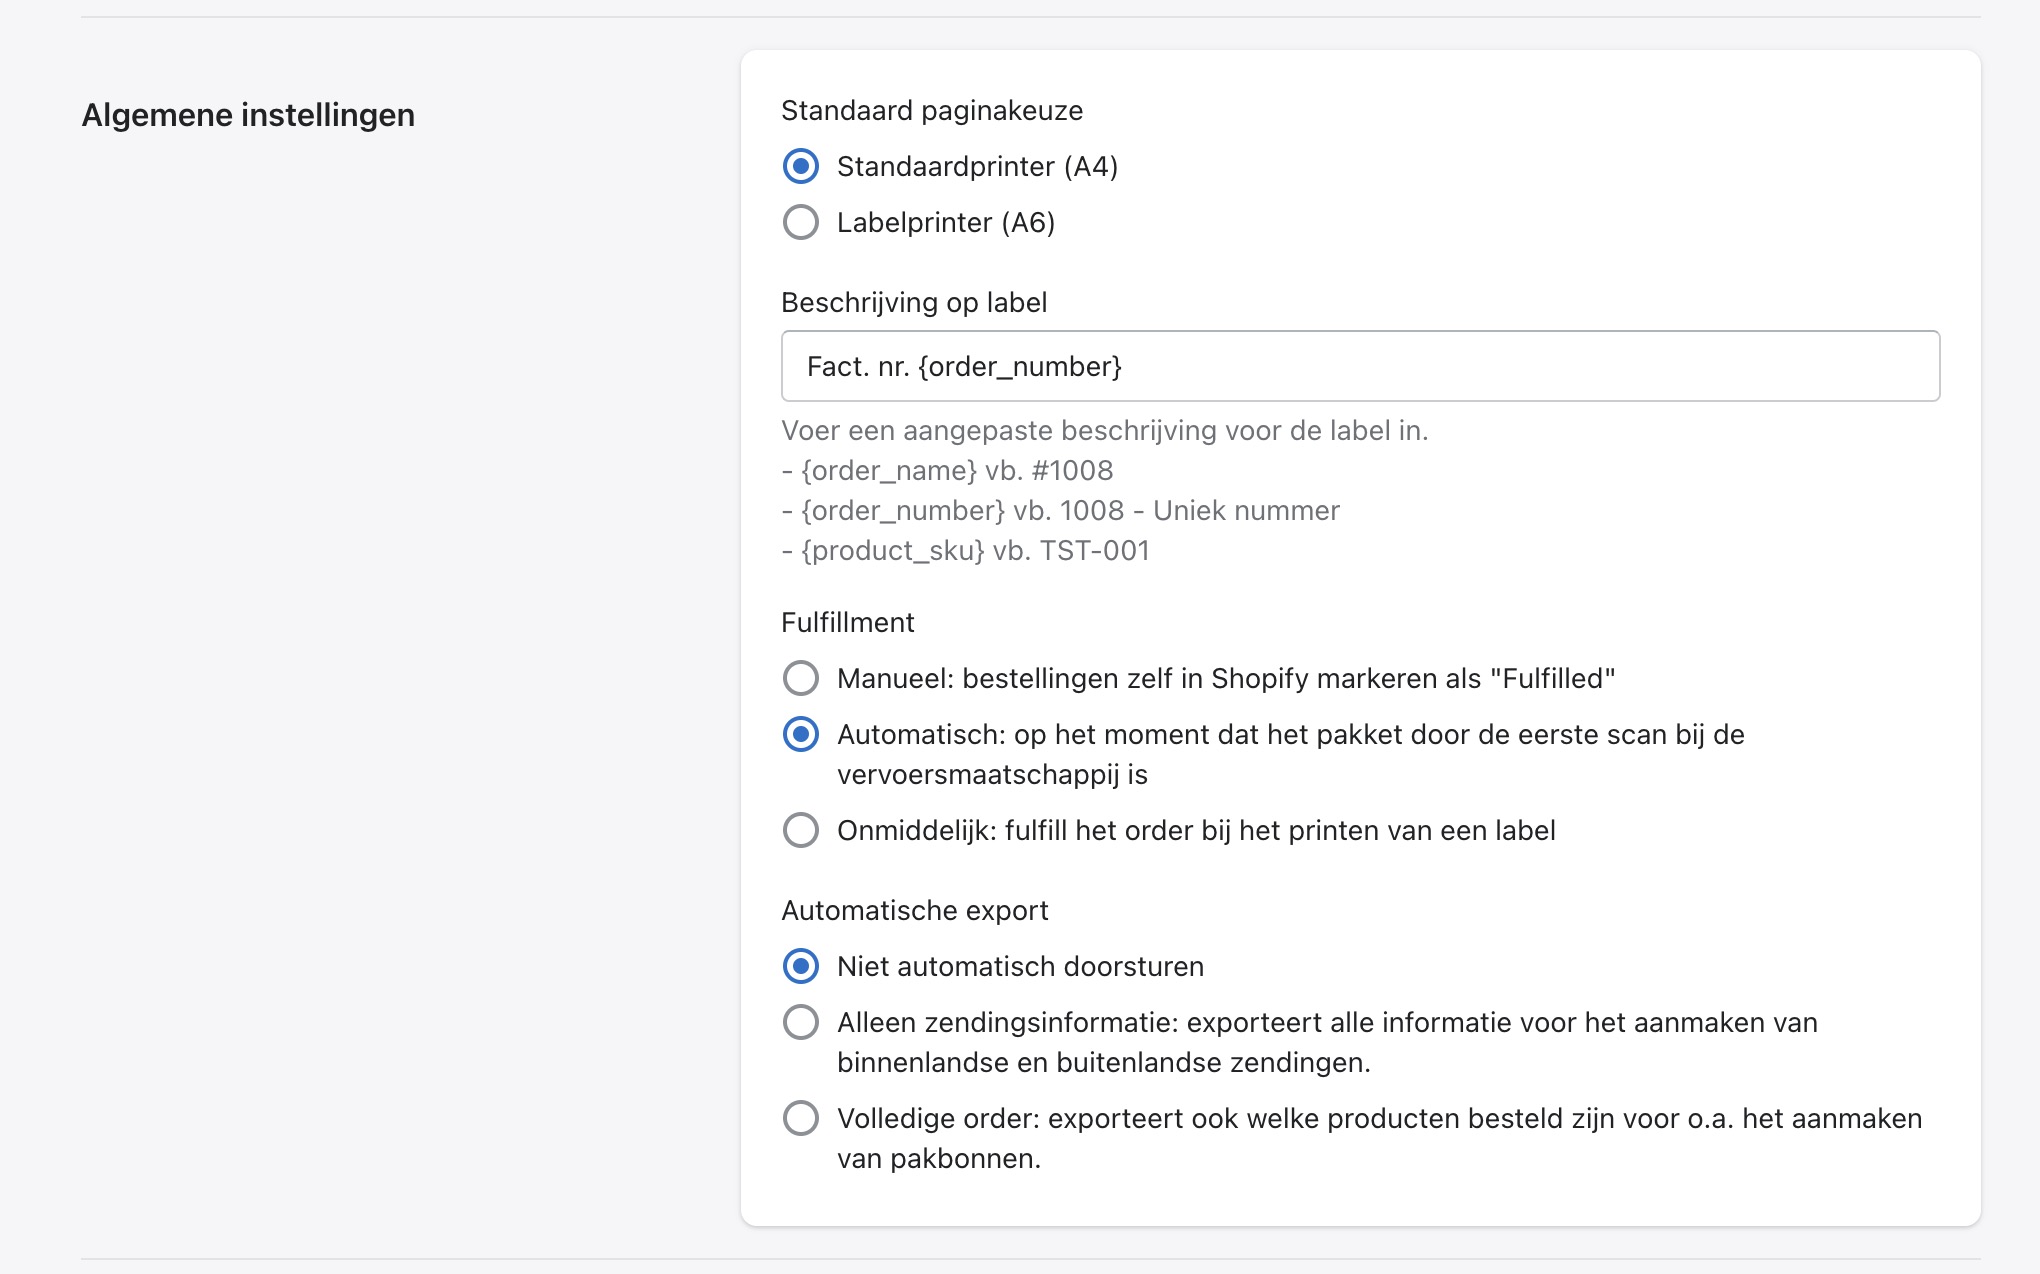 Algemene instellingen
Standaard paginakeuze
Standaardprinter (A4)
Labelprinter (A6)
Beschrijving op label
Fact. nr. {order_number}
Voer een aangepaste beschrijving voor de label in.
- {order_name} vb. #1008
- {order_number} vb. 1008 - Uniek nummer
- {product_sku} vb. TST-001
Fulfillment
Manueel: bestellingen zelf in Shopify markeren als "Fulfilled"
Automatisch: op het moment dat het pakket door de eerste scan bij de
vervoersmaatschappij is
Onmiddelijk: fulfill het order bij het printen van een label
Automatische export
Niet automatisch doorsturen
Alleen zendingsinformatie: exporteert alle informatie voor het aanmaken van
binnenlandse en buitenlandse zendingen.
Volledige order: exporteert ook welke producten besteld zijn voor o.a. het aanmaken
van pakbonnen.